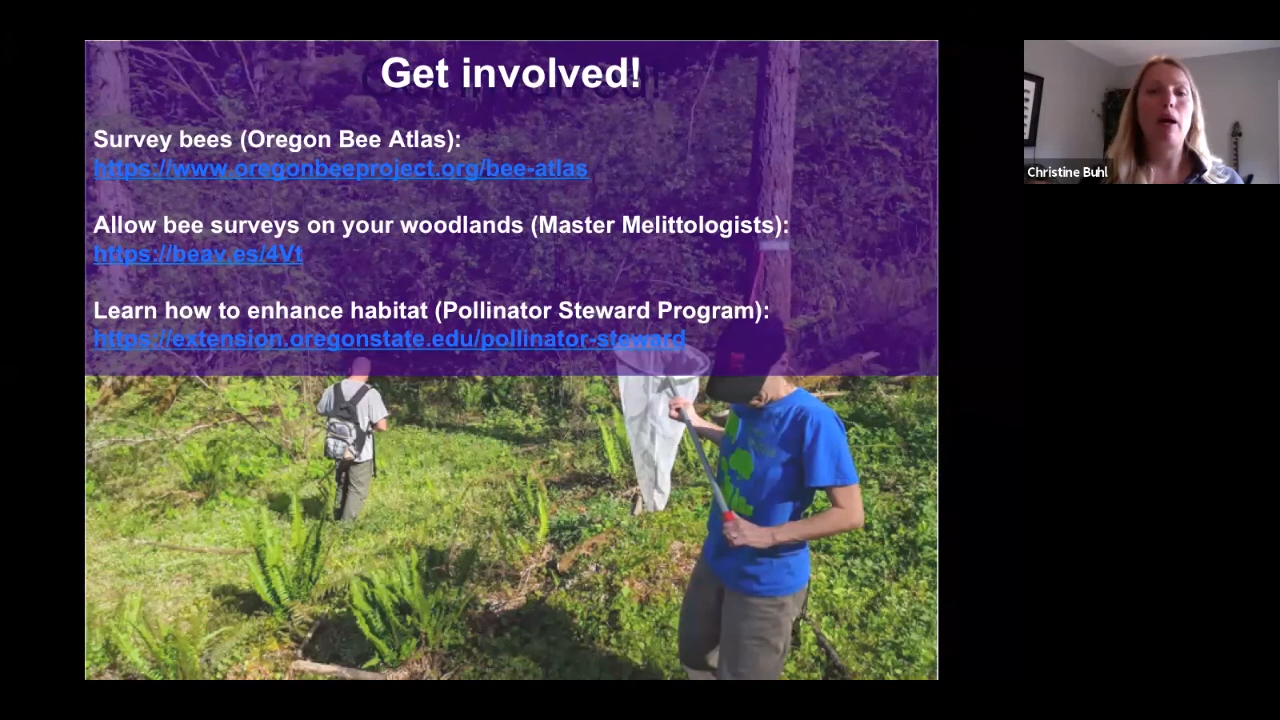 Get involved!
Survey bees (Oregon Bee Atlas):
https://www.oregonbeeproject.org/bee-atlas
Allow bee surveys on your woodlands (Master Melittologists):
https://beav.es/4Vt
Learn how to enhance habitat (Pollinator Steward Program):
https://extension.oregonstate.edu/pollinator-steward
Christine Buhl